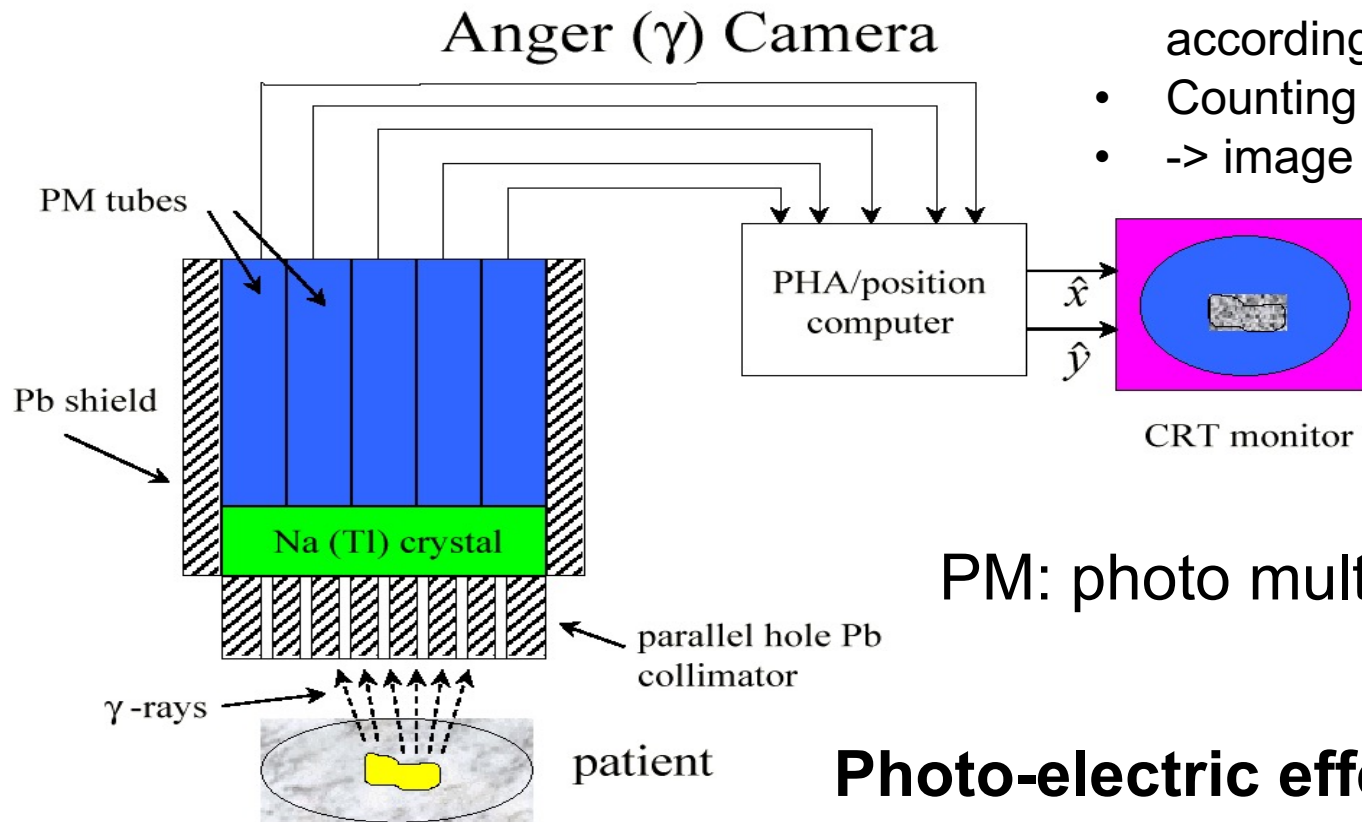 Anger (γ) Camera
according
• Counting
• -> image
PM tubes
PHA/position
computer
x̂
ŷ
Pb shield
CRT monitor
Na (Tl) crystal
PM: photo mult
parallel hole Pb
collimator
γ-rays
patient
Photo-electric effe